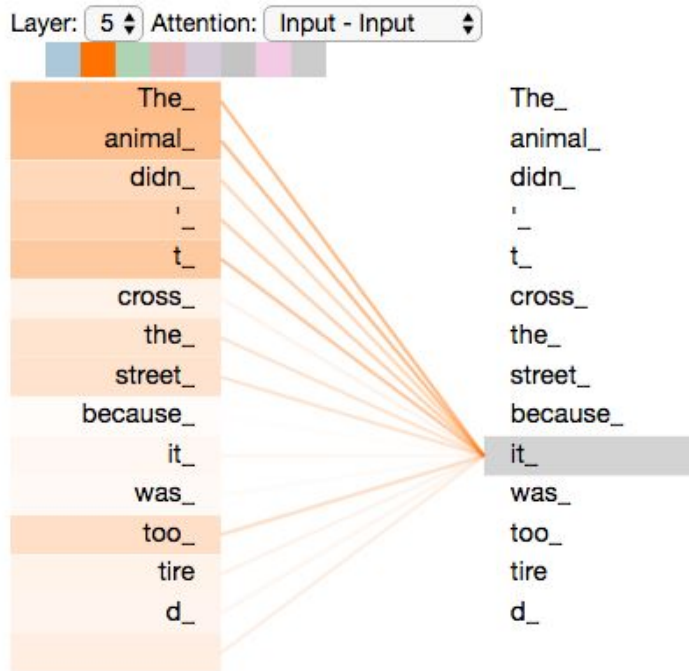 Layer: 5 Attention: Input - Input
The_ The_
animal_ animal_
didn_ didn_
'_ '_
t_ t_
cross_ cross_
the_ the_
street_ street_
because_ because_
it_ it_
was_ was_
too_ too_
tire tire
d_ d_